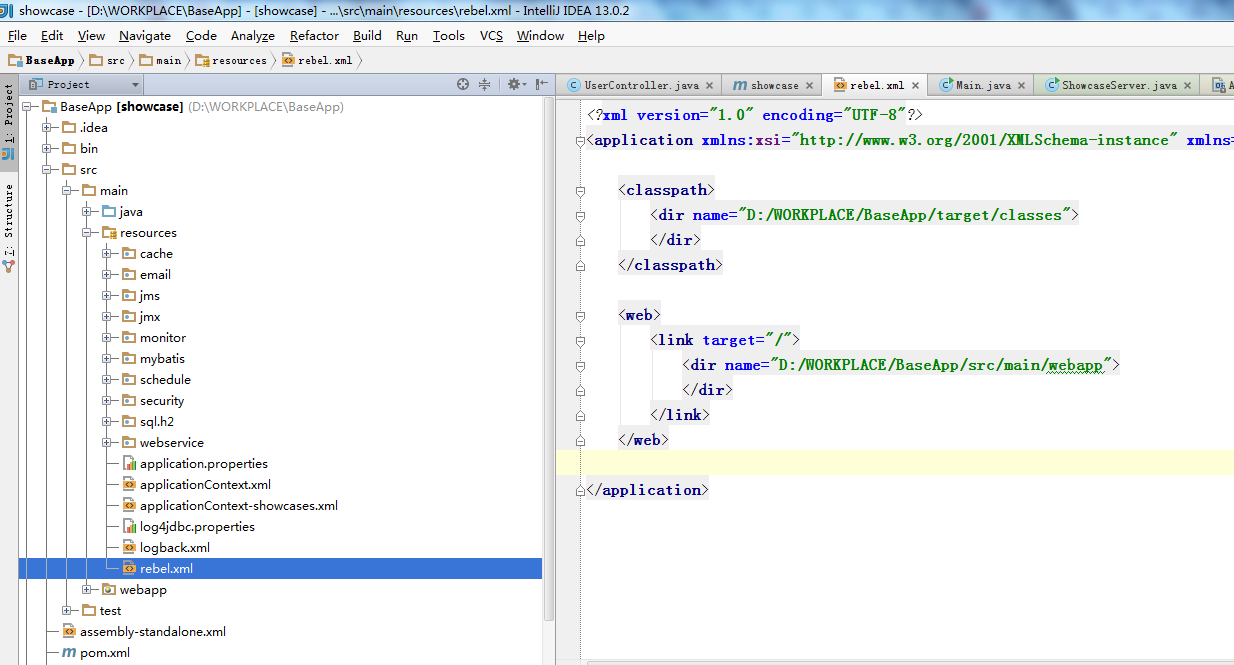 showcase - [D:\WORKPLACE\BaseApp] - [showcase] - ...\src\main\resources\rebel.xml - IntelliJ IDEA 13.0.2
File Edit View Navigate Code Analyze Refactor Build Run Tools VCS Window Help
BaseApp src main resources rebel.xml
Project
UserController.java showcase rebel.xml Main.java ShowcaseServer.java
1: Project
Z: Structure
BaseApp [showcase] (D:\WORKPLACE\BaseApp)
.idea
bin
src
main
java
resources
cache
email
jms
jmx
monitor
mybatis
schedule
security
sql.h2
webservice
application.properties
applicationContext.xml
applicationContext-showcases.xml
log4jdbc.properties
logback.xml
rebel.xml
webapp
test
assembly-standalone.xml
pom.xml
<?xml version="1.0" encoding="UTF-8"?>
<application xmlns:xsi="http://www.w3.org/2001/XMLSchema-instance" xmlns=
<classpath>
<dir name="D:/WORKPLACE/BaseApp/target/classes">
</dir>
</classpath>
<web>
<link target="/">
<dir name="D:/WORKPLACE/BaseApp/src/main/webapp">
</dir>
</link>
</web>
</application>